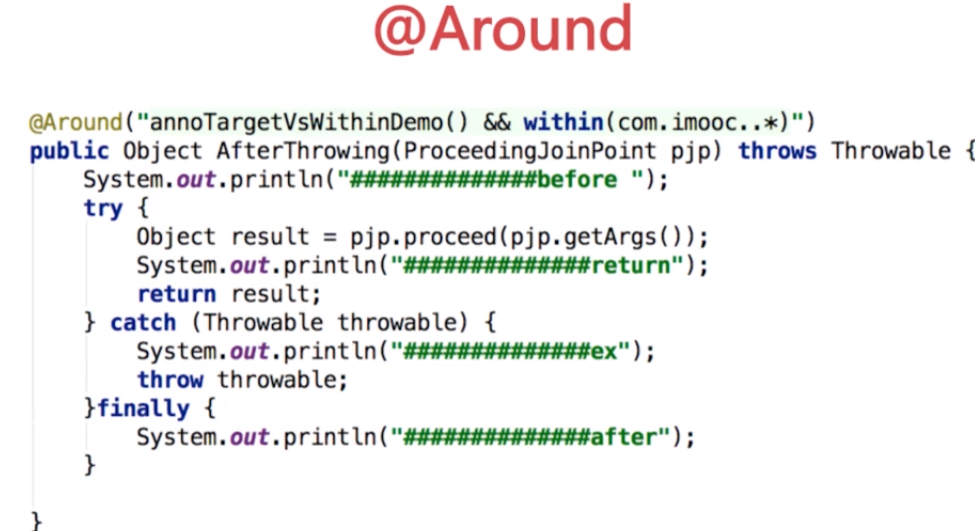 @Around
@Around("annoTargetVsWithinDemo() && within(com.imooc..*)")
public Object AfterThrowing(ProceedingJoinPoint pjp) throws Throwable {
    System.out.println("##############before ");
    try {
        Object result = pjp.proceed(pjp.getArgs());
        System.out.println("##############return");
        return result;
    } catch (Throwable throwable) {
        System.out.println("##############ex");
        throw throwable;
    }finally {
        System.out.println("##############after");
    }
}